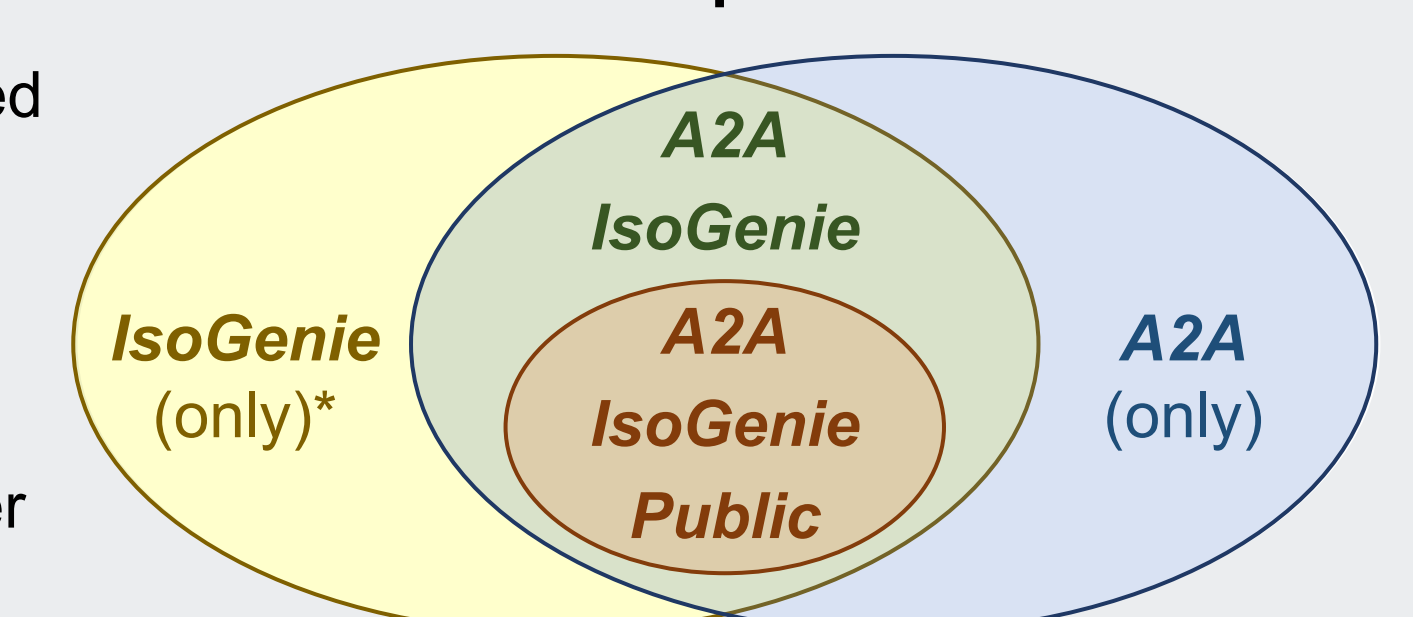 A2A
IsoGenie
IsoGenie
(only)*
A2A
IsoGenie
Public
A2A
(only)